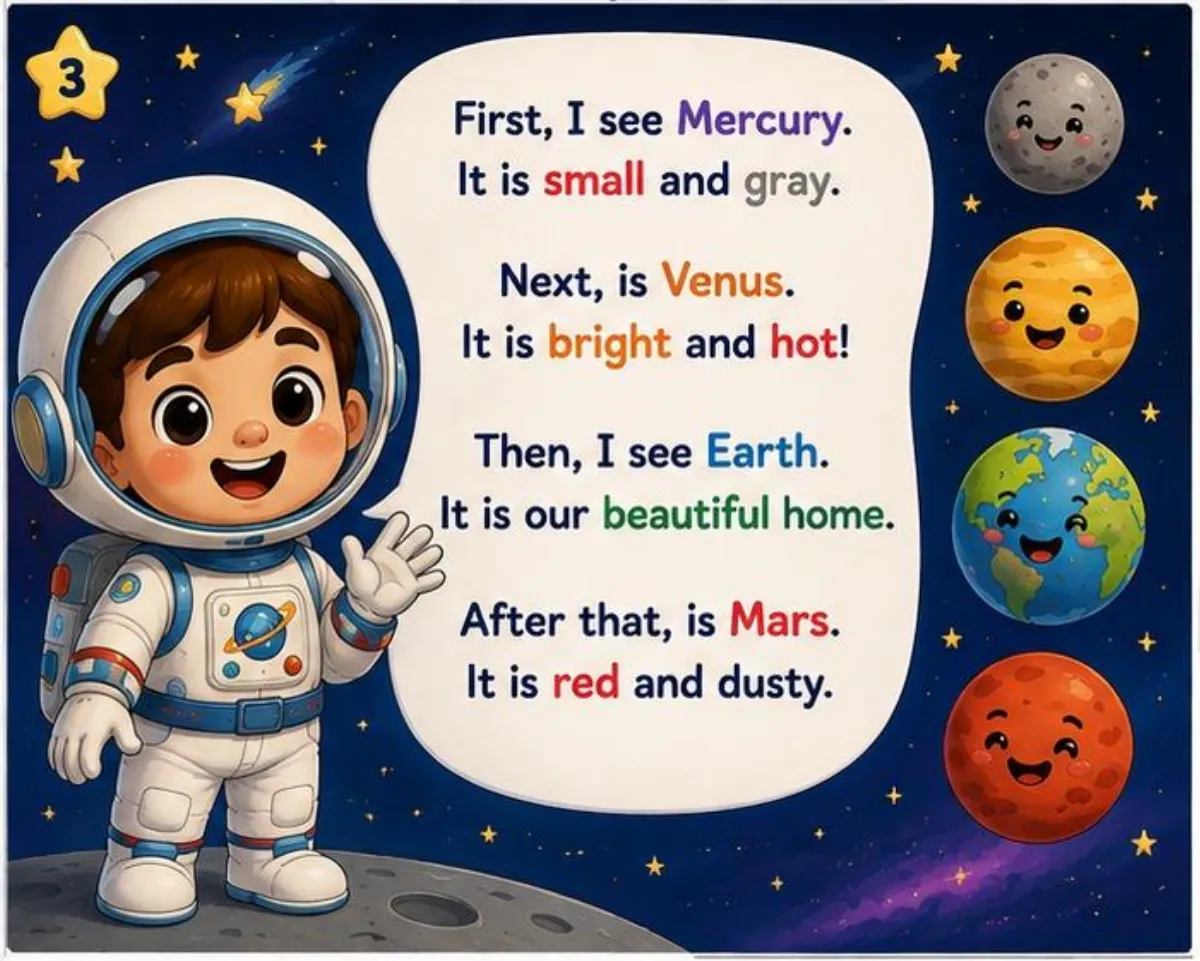 3
First, I see Mercury.
It is small and gray.
Next, is Venus.
It is bright and hot!
Then, I see Earth.
It is our beautiful home.
After that, is Mars.
It is red and dusty.